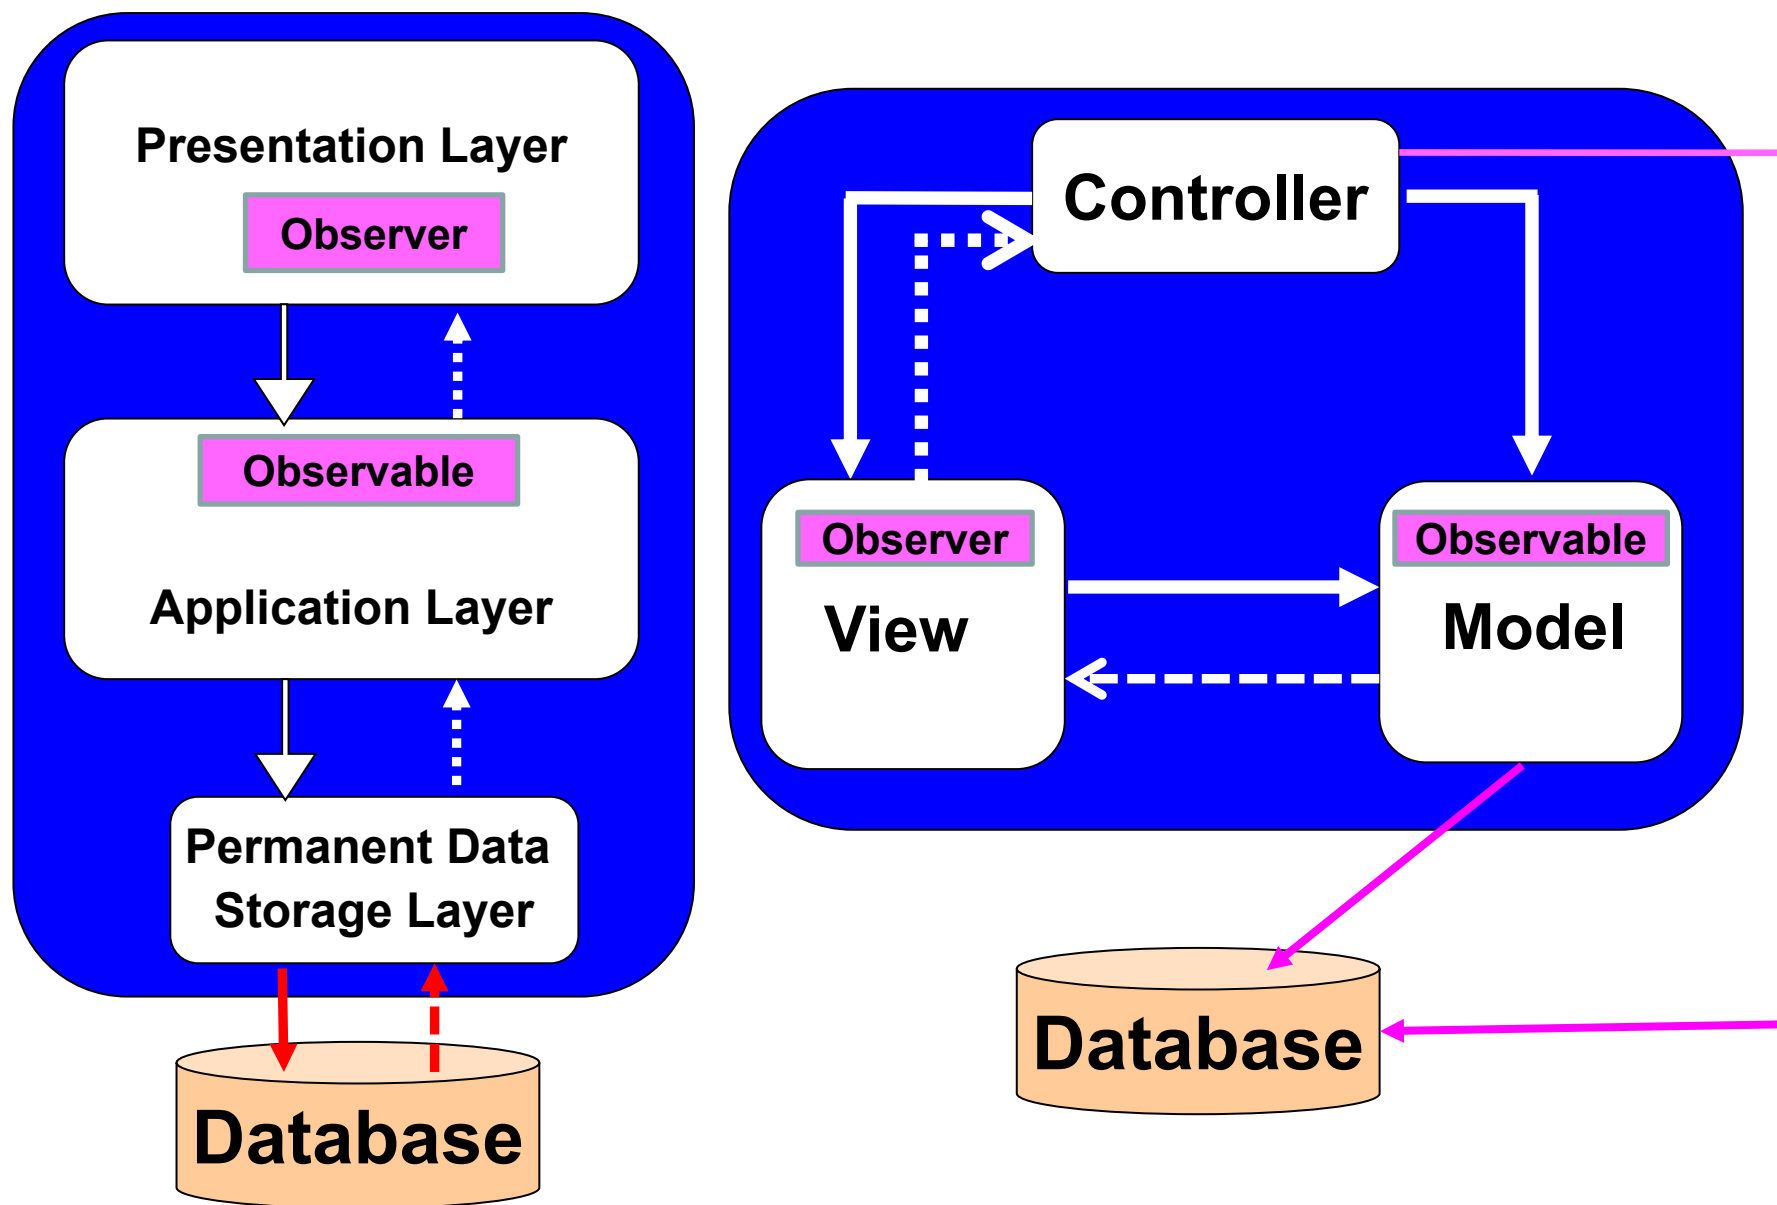 Presentation Layer
Observer
Observable
Application Layer
Permanent Data
Storage Layer
Database
Controller
Observer
View
Observable
Model
Database